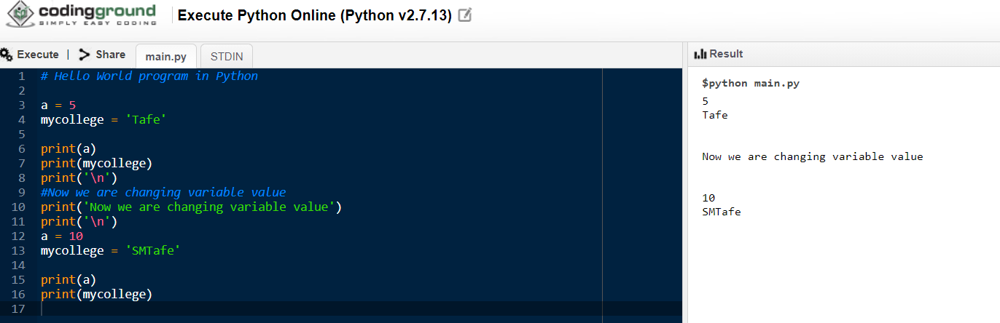 codingground
SIMPLY EASY CODING
Execute Python Online (Python v2.7.13)
Execute | Share main.py STDIN
1 # Hello World program in Python
2
3 a = 5
4 mycollege = 'Tafe'
5
6 print(a)
7 print(mycollege)
8 print('\n')
9 #Now we are changing variable value
10 print('Now we are changing variable value')
11 print('\n')
12 a = 10
13 mycollege = 'SMTafe'
14
15 print(a)
16 print(mycollege)
17
Result
$python main.py
5
Tafe
Now we are changing variable value
10
SMTafe